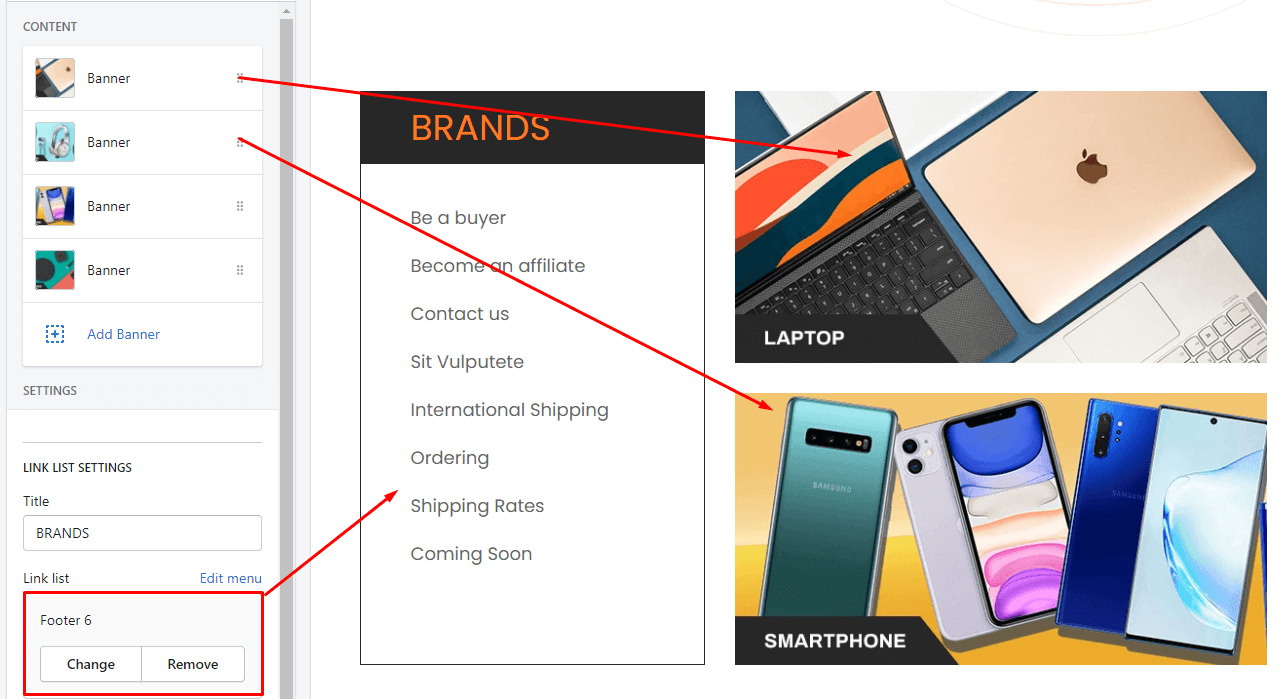 CONTENT
Banner
Banner
Banner
Banner
Add Banner
SETTINGS
LINK LIST SETTINGS
Title
BRANDS
Link list Edit menu
Footer 6
Change Remove
BRANDS
Be a buyer
Become an affiliate
Contact us
Sit Vulputete
International Shipping
Ordering
Shipping Rates
Coming Soon
LAPTOP
SAMSUNG
SAMSUNG
SMARTPHONE